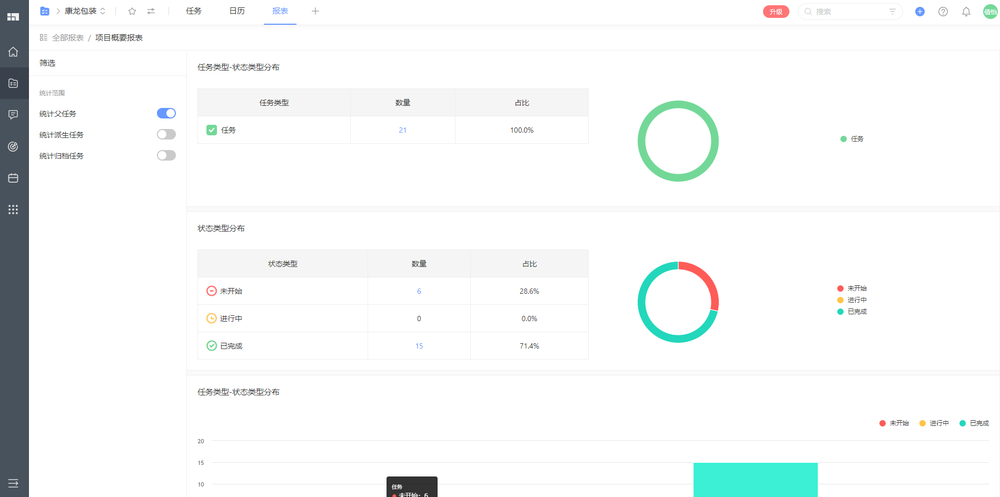 康龙包装
任务
日历
报表
升级
搜索
倩怡
全部报表 / 项目概要报表
筛选
统计范围
统计父任务
统计派生任务
统计归档任务
任务类型-状态类型分布
任务类型 数量 占比
任务 21 100.0%
任务
状态类型分布
状态类型 数量 占比
未开始 6 28.6%
进行中 0 0.0%
已完成 15 71.4%
未开始
进行中
已完成
任务类型-状态类型分布
未开始 进行中 已完成
20
15
10
任务
未开始: 6